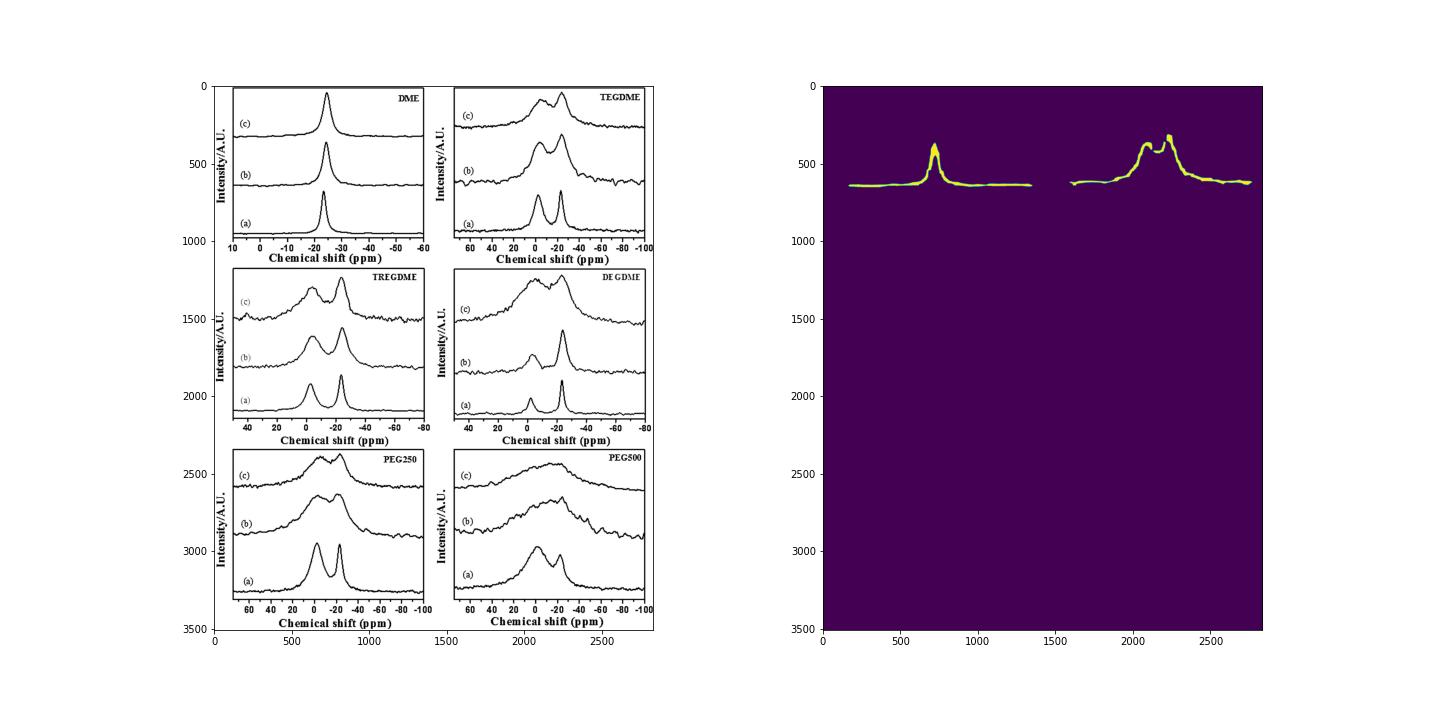 0
500
1000
1500
2000
2500
3000
3500
0 500 1000 1500 2000 2500
DME
(c)
(b)
(a)
Intensity/A.U.
10 0 -10 -20 -30 -40 -50 -60
Chemical shift (ppm)
TEGDME
(c)
(b)
(a)
Intensity/A.U.
60 40 20 0 -20 -40 -60 -80 -100
Chemical shift (ppm)
TREGDME
(c)
(b)
(a)
Intensity/A.U.
40 20 0 -20 -40 -60 -80
Chemical shift (ppm)
DEGDME
(c)
(b)
(a)
Intensity/A.U.
40 20 0 -20 -40 -60 -80
Chemical shift (ppm)
PEG250
(c)
(b)
(a)
Intensity/A.U.
60 40 20 0 -20 -40 -60 -80 -100
Chemical shift (ppm)
PEG500
(c)
(b)
(a)
Intensity/A.U.
60 40 20 0 -20 -40 -60 -80 -100
Chemical shift (ppm)
0
500
1000
1500
2000
2500
3000
3500
0 500 1000 1500 2000 2500